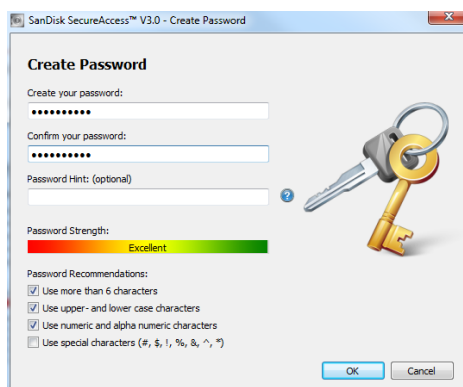 SanDisk SecureAccess™ V3.0 - Create Password
Create Password
Create your password:
••••••••••
Confirm your password:
••••••••••
Password Hint: (optional)
?
Password Strength:
Excellent
Password Recommendations:
Use more than 6 characters
Use upper- and lower case characters
Use numeric and alpha numeric characters
Use special characters (#, $, !, %, &, ^, *)
OK Cancel